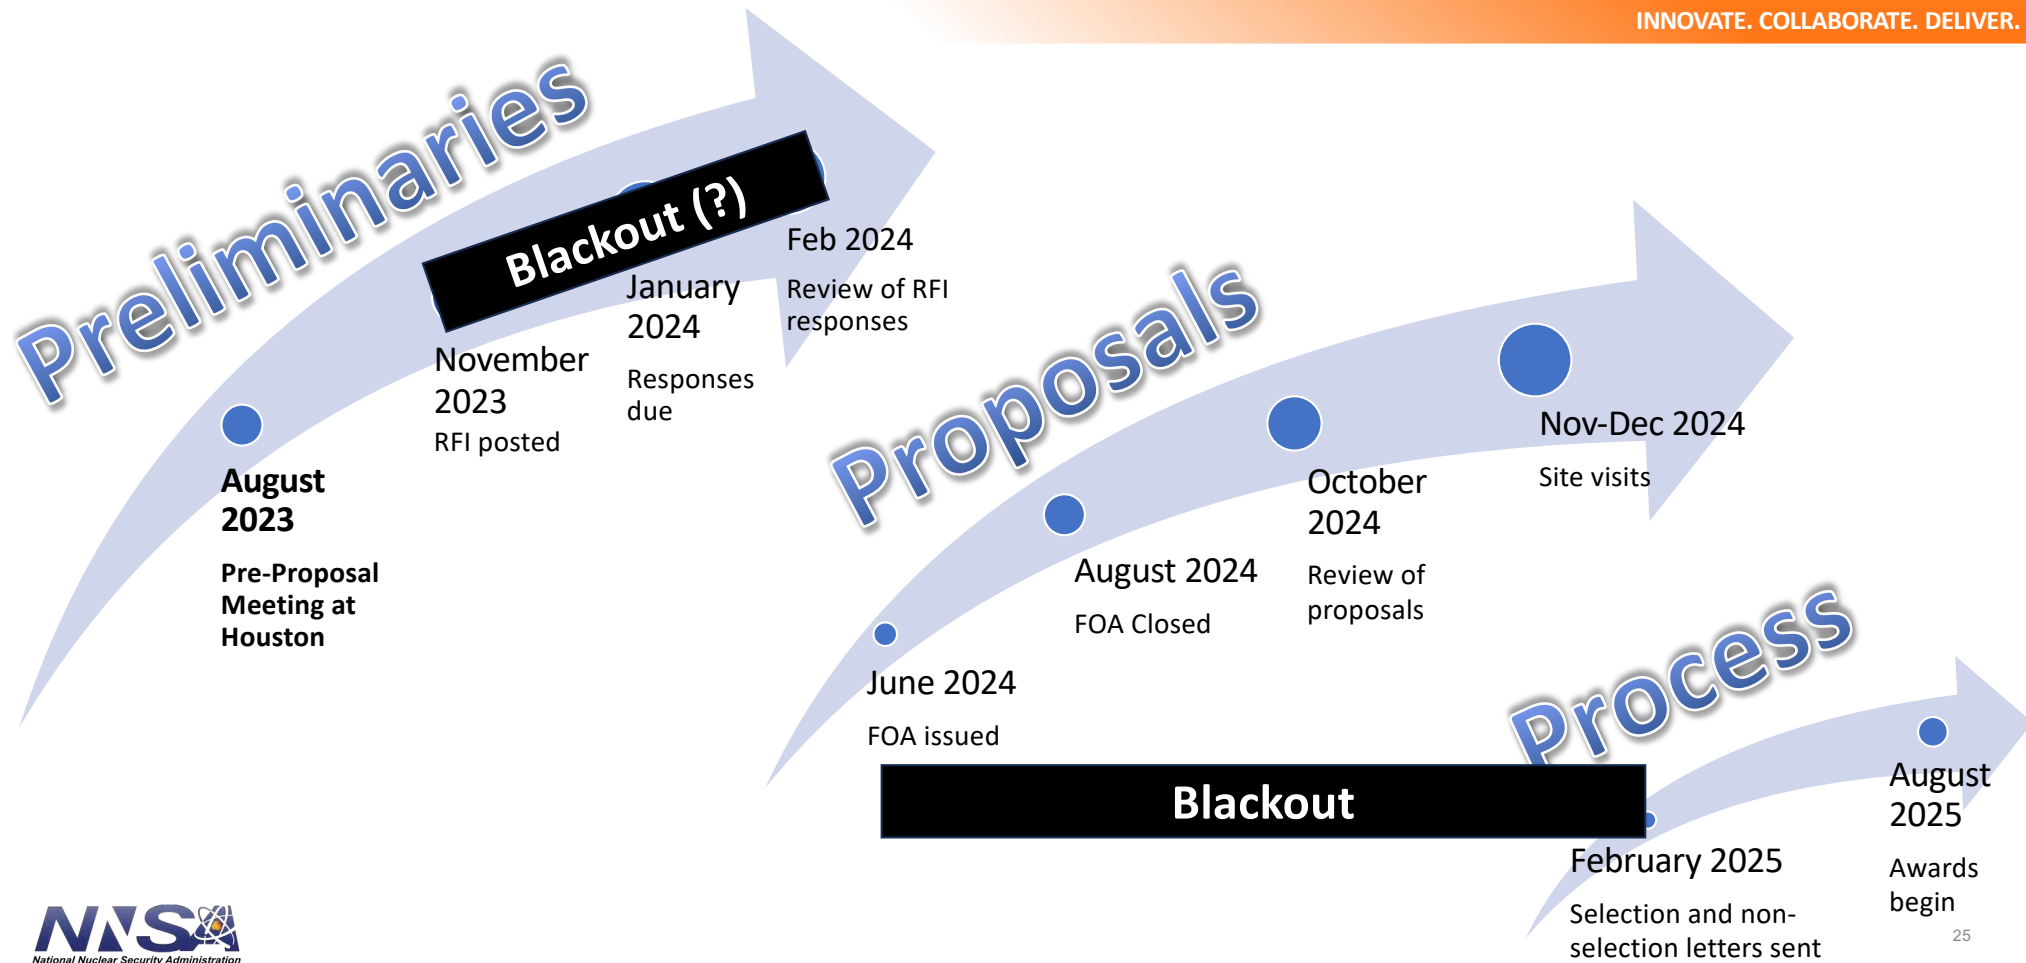 INNOVATE. COLLABORATE. DELIVER.
Preliminaries
Blackout (?)
August
2023
Pre-Proposal
Meeting at
Houston
November
2023
RFI posted
January
2024
Responses
due
Feb 2024
Review of RFI
responses
Proposals
June 2024
FOA issued
August 2024
FOA Closed
October
2024
Review of
proposals
Nov-Dec 2024
Site visits
Blackout
Process
February 2025
Selection and non-
selection letters sent
August
2025
Awards
begin
NNSA
National Nuclear Security Administration
25